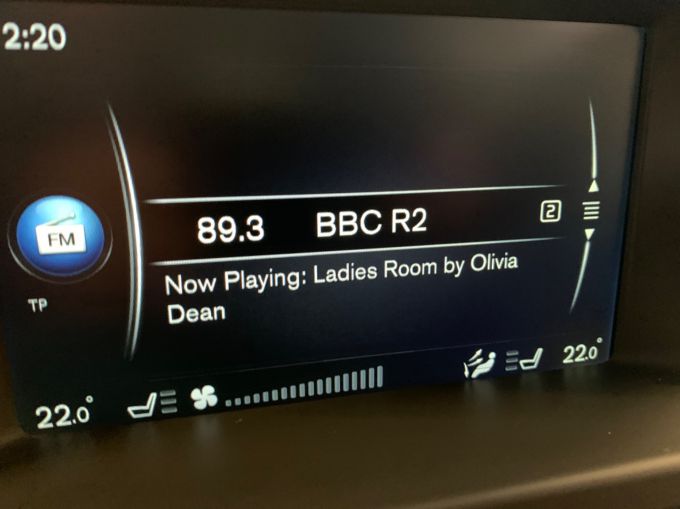 2:20
89.3 BBC R2 2
FM
Now Playing: Ladies Room by Olivia
Dean
TP
22.0° 22.0°